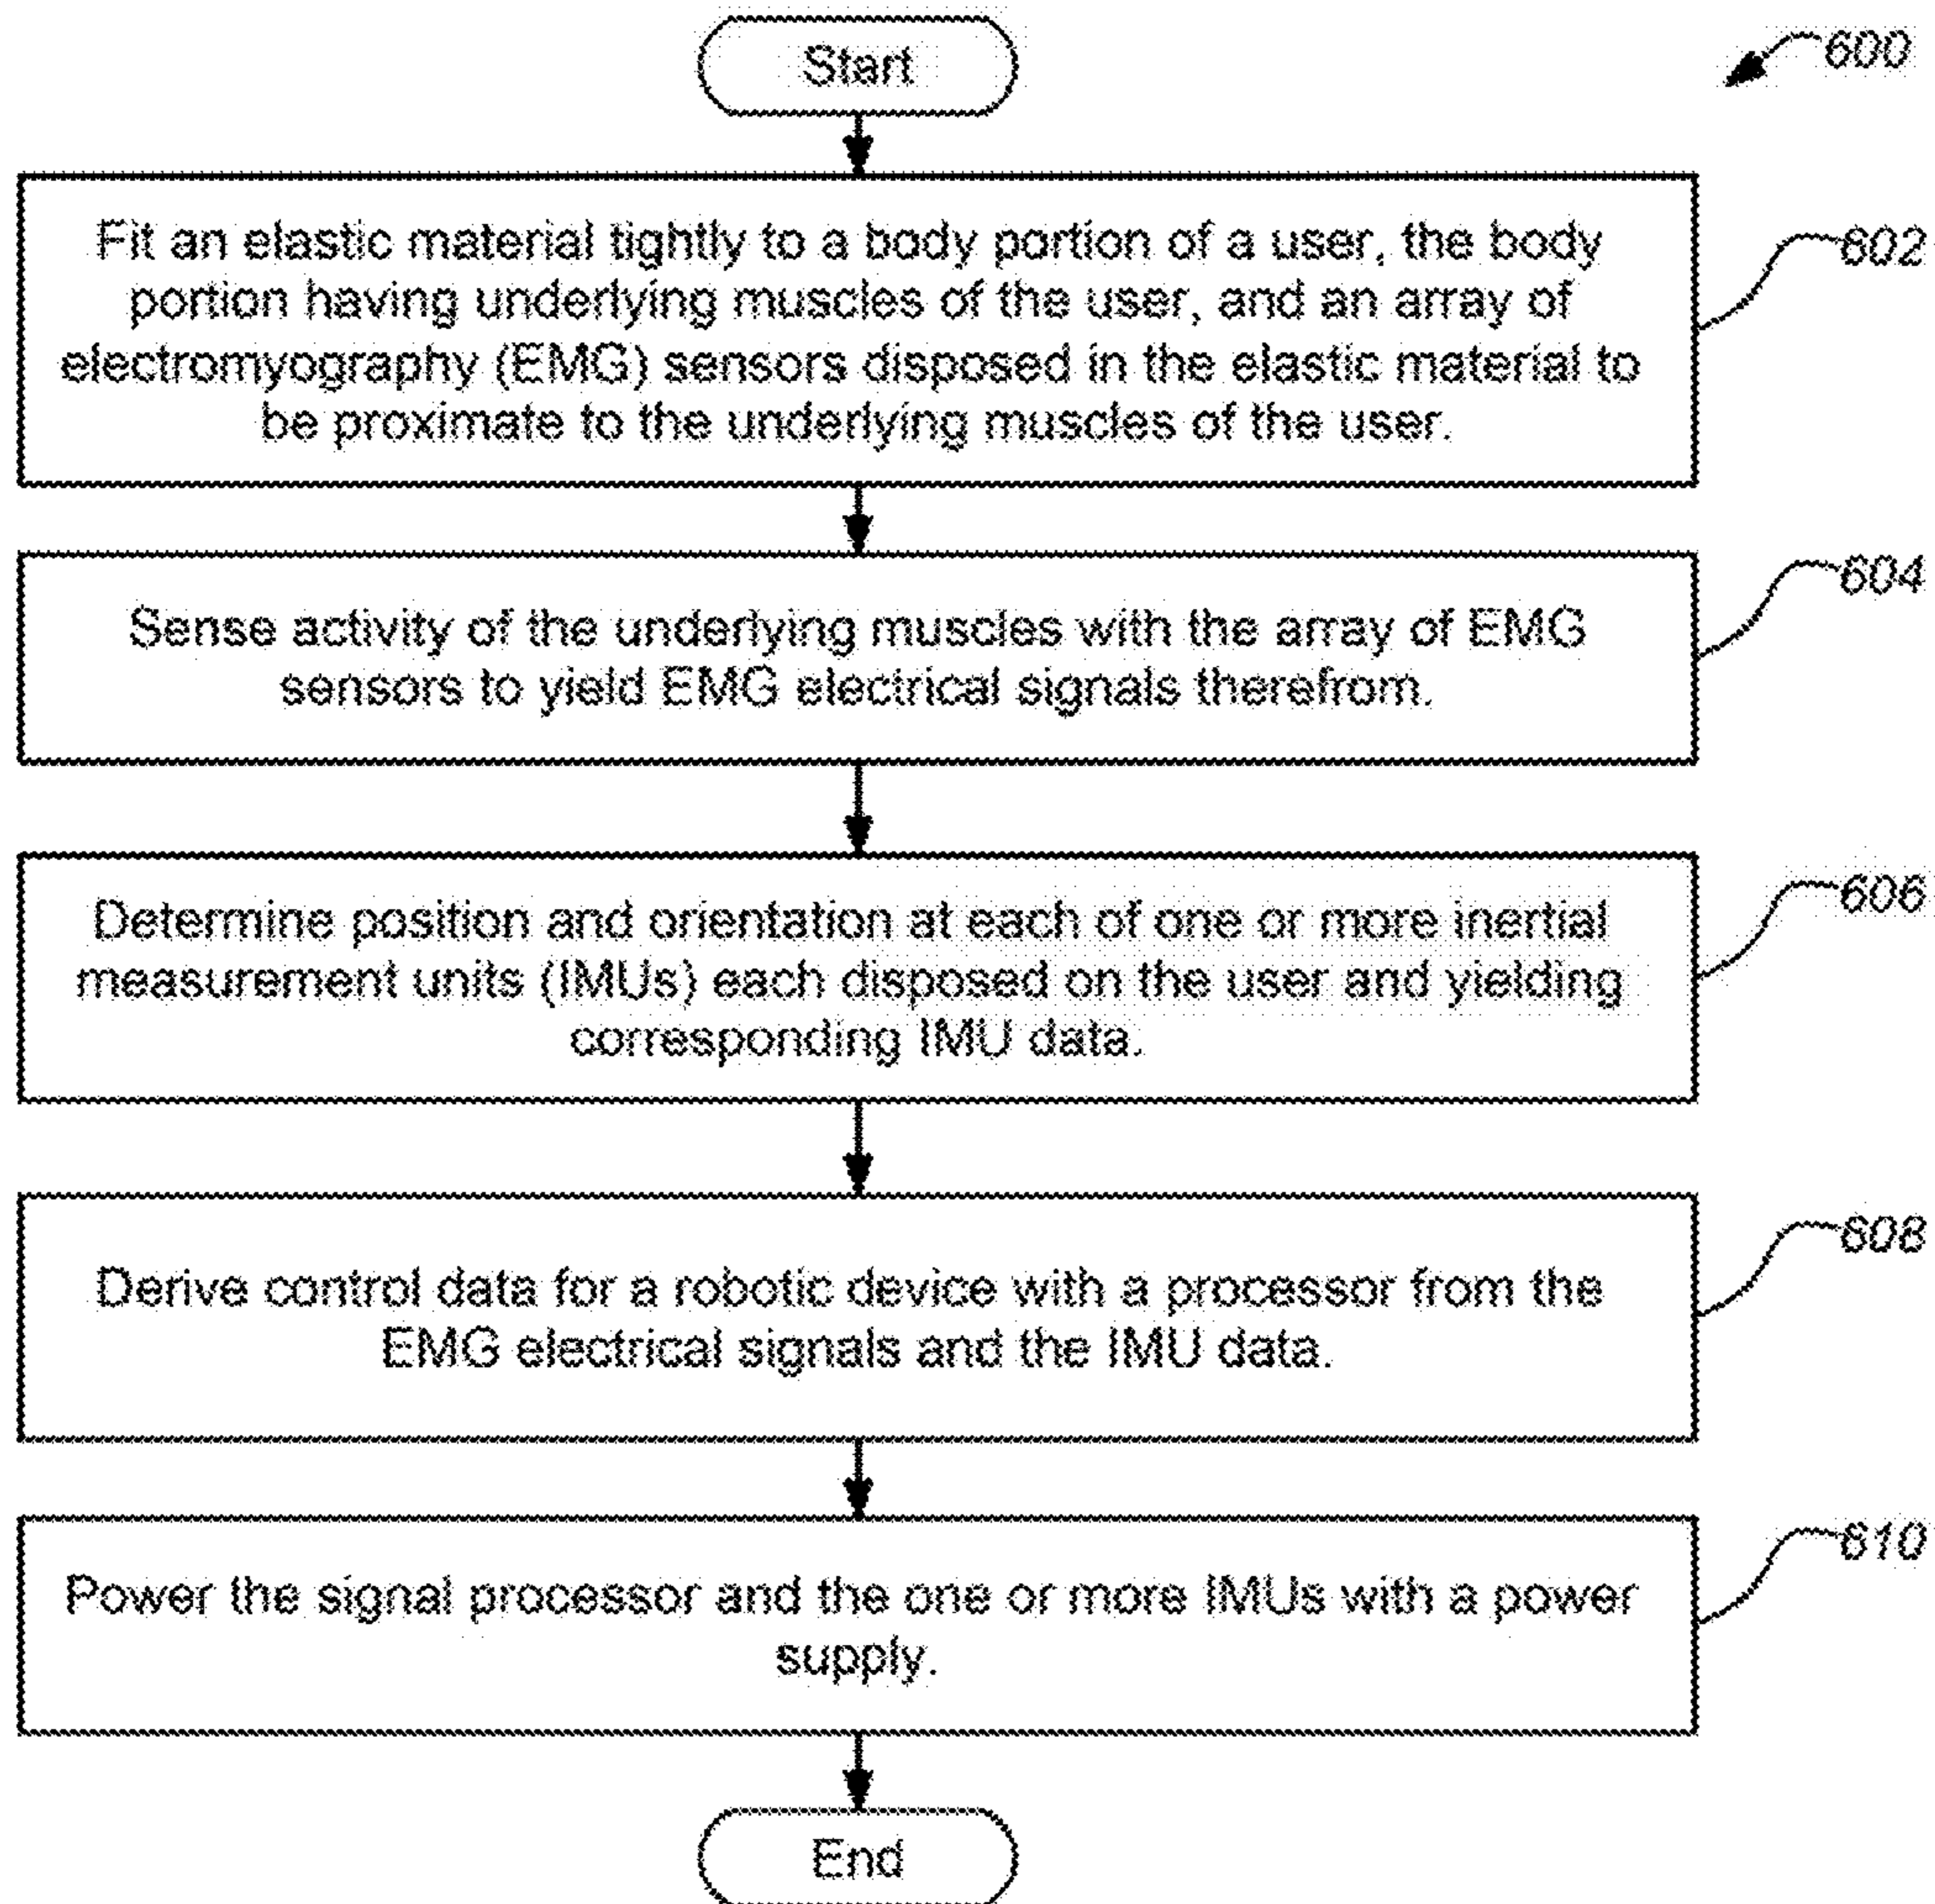 Start
600
Fit an elastic material tightly to a body portion of a user, the body
portion having underlying muscles of the user, and an array of
electromyography (EMG) sensors disposed in the elastic material to
be proximate to the underlying muscles of the user.
602
Sense activity of the underlying muscles with the array of EMG
sensors to yield EMG electrical signals therefrom.
604
Determine position and orientation at each of one or more inertial
measurement units (IMUs) each disposed on the user and yielding
corresponding IMU data.
606
Derive control data for a robotic device with a processor from the
EMG electrical signals and the IMU data.
608
Power the signal processor and the one or more IMUs with a power
supply.
610
End